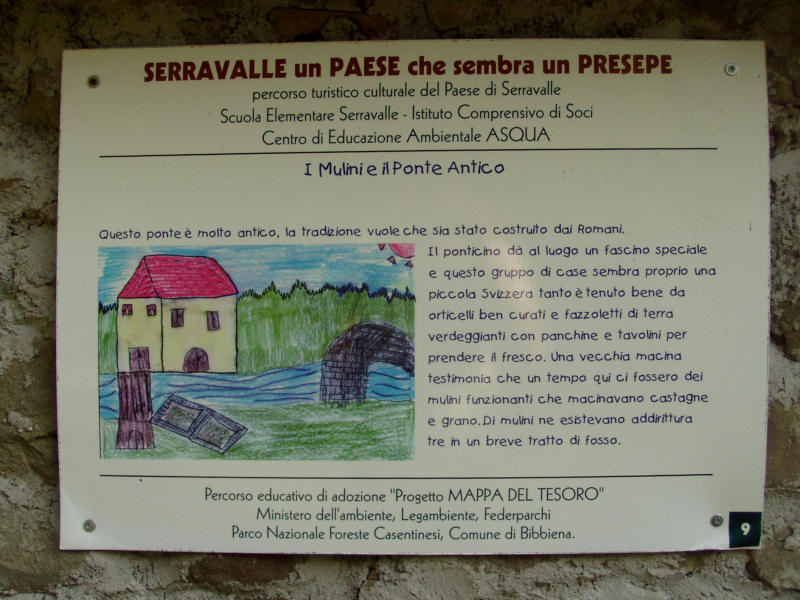 SERRAVALLE un PAESE che sembra un PRESEPE
percorso turistico culturale del Paese di Serravalle
Scuola Elementare Serravalle - Istituto Comprensivo di Soci
Centro di Educazione Ambientale ASQUA
I Mulini e il Ponte Antico
Questo ponte è molto antico, la tradizione vuole che sia stato costruito dai Romani.
Il ponticino dà al luogo un fascino speciale
e questo gruppo di case sembra proprio una
piccola Svizzera tanto è tenuto bene da
orticelli ben curati e fazzoletti di terra
verdeggianti con panchine e tavolini per
prendere il fresco. Una vecchia macina
testimonia che un tempo qui ci fossero dei
mulini funzionanti che macinavano castagne
e grano.Di mulini ne esistevano addirittura
tre in un breve tratto di fosso.
Percorso educativo di adozione "Progetto MAPPA DEL TESORO"
Ministero dell'ambiente, Legambiente, Federparchi
Parco Nazionale Foreste Casentinesi, Comune di Bibbiena.
9